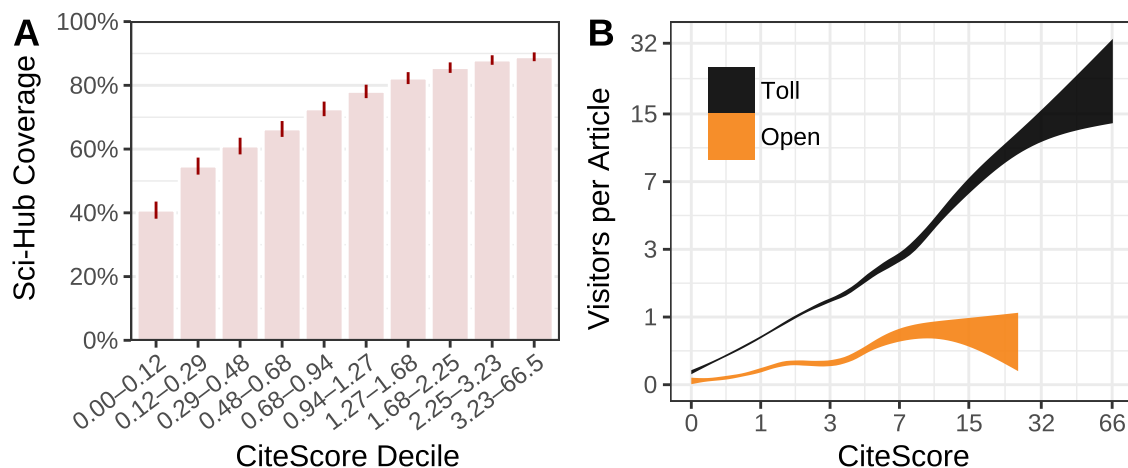 A
Sci-Hub Coverage
100%
80%
60%
40%
20%
0%
0.00–0.12
0.12–0.29
0.29–0.48
0.48–0.68
0.68–0.94
0.94–1.27
1.27–1.68
1.68–2.25
2.25–3.23
3.23–66.5
CiteScore Decile
B
Visitors per Article
32
15
7
3
1
0
Toll
Open
0 1 3 7 15 32 66
CiteScore